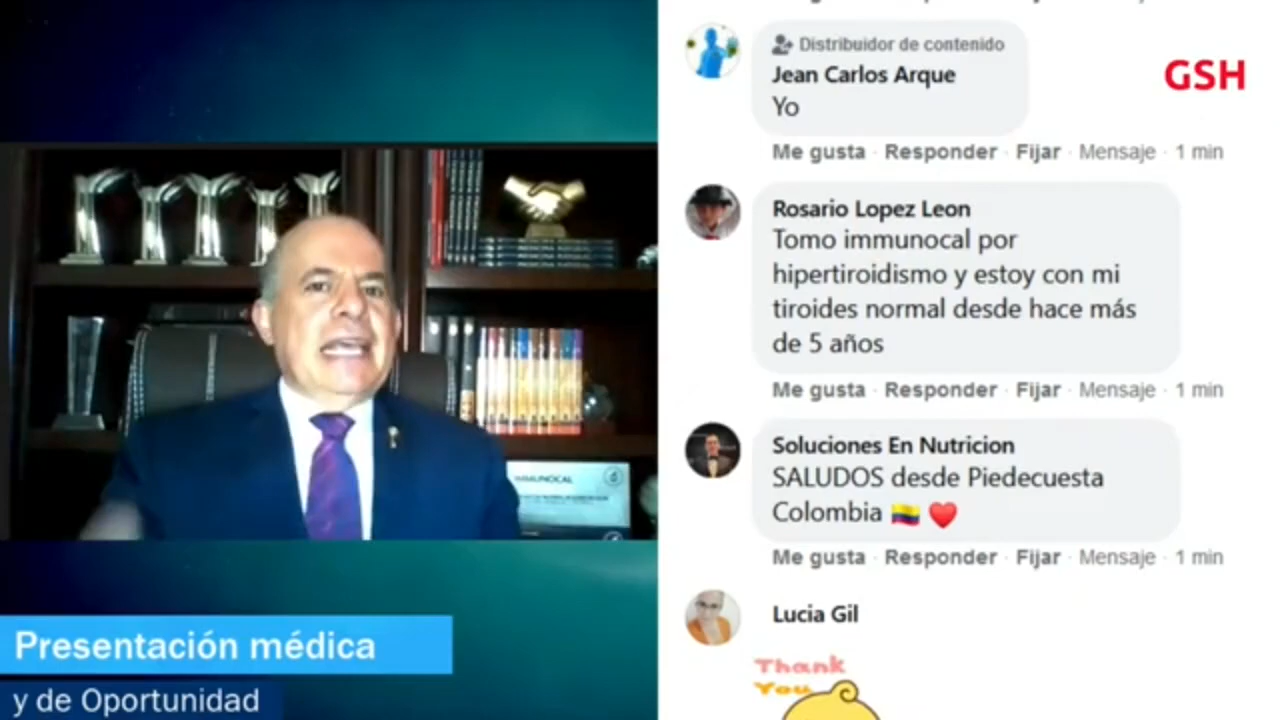 Distribuidor de contenido
Jean Carlos Arque
Yo
Me gusta · Responder · Fijar · Mensaje · 1 min
GSH
Rosario Lopez Leon
Tomo immunocal por
hipertiroidismo y estoy con mi
tiroides normal desde hace más
de 5 años
Me gusta · Responder · Fijar · Mensaje · 1 min
Soluciones En Nutricion
SALUDOS desde Piedecuesta
Colombia 🇨🇴 ❤️
Me gusta · Responder · Fijar · Mensaje · 1 min
Lucia Gil
Thank
You
IMMUNOCAL
Presentación médica
y de Oportunidad